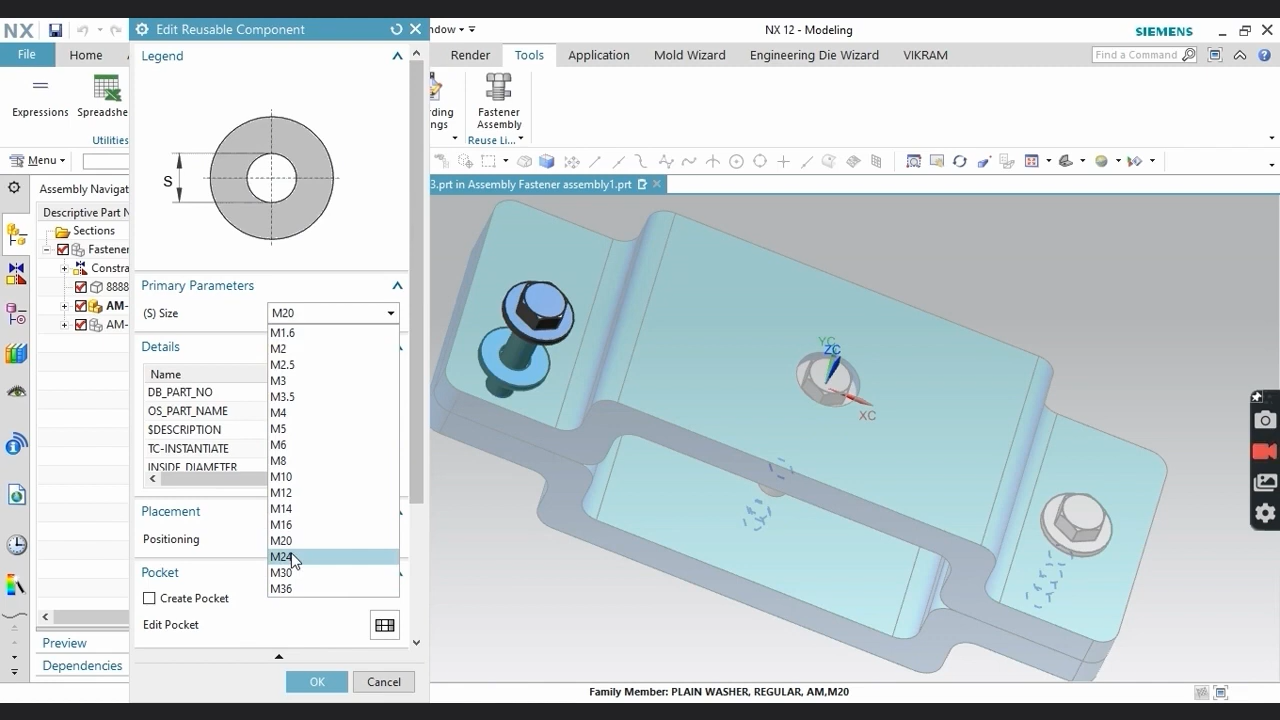 NX
Edit Reusable Component
ndow
NX 12 - Modeling
SIEMENS
File
Home
Render
Tools
Application
Mold Wizard
Engineering Die Wizard
VIKRAM
Find a Command
Legend
Expressions
Spreadshe
Utilities
rding
ngs
Fastener
Assembly
Reuse Li...
Menu
S
Assembly Navigat
3.prt in Assembly Fastener assembly1.prt
Descriptive Part N
Sections
Fastener
Constra
8888
AM-
AM-
Primary Parameters
(S) Size
M20
M1.6
M2
M2.5
M3
M3.5
M4
M5
M6
M8
M10
M12
M14
M16
M20
M24
M30
M36
Details
Name
DB_PART_NO
OS_PART_NAME
$DESCRIPTION
TC-INSTANTIATE
INSIDE_DIAMETER
Placement
Positioning
Pocket
Create Pocket
Edit Pocket
YC
ZC
XC
Preview
Dependencies
OK
Cancel
Family Member: PLAIN WASHER, REGULAR, AM,M20